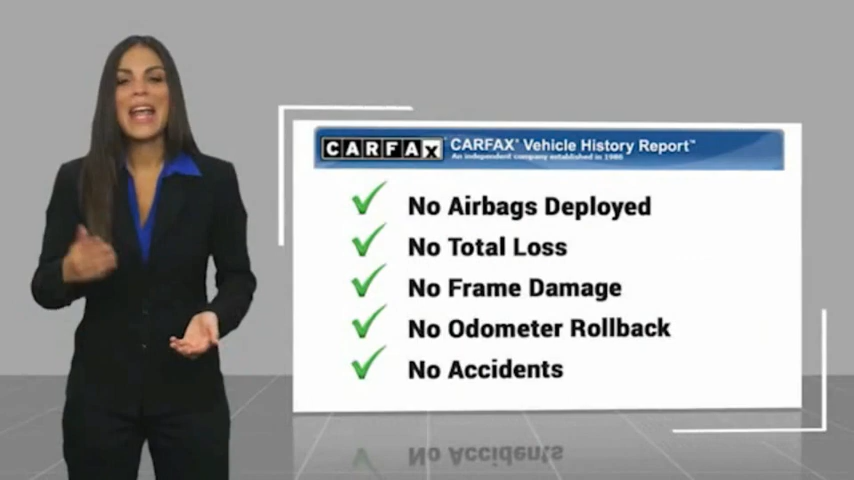 CARFAX CARFAX® Vehicle History Report™
An independent company established in 1986
No Airbags Deployed
No Total Loss
No Frame Damage
No Odometer Rollback
No Accidents
No Accidents